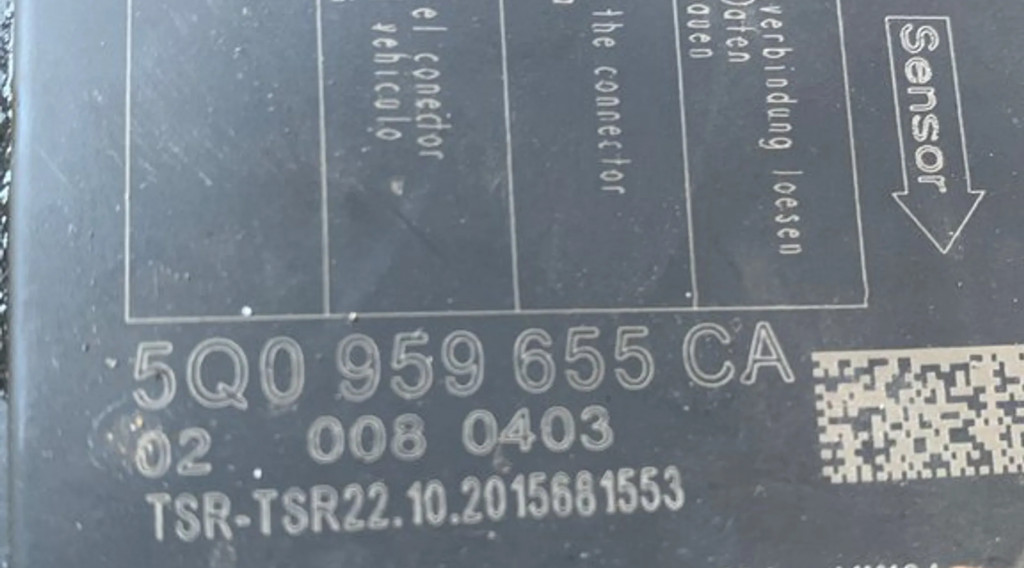 el conector
vehiculo
the connector
verbindung loesen
Daten
auen
Sensor
5Q0 959 655 CA
02 008 0403
TSR-TSR22.10.2015681553